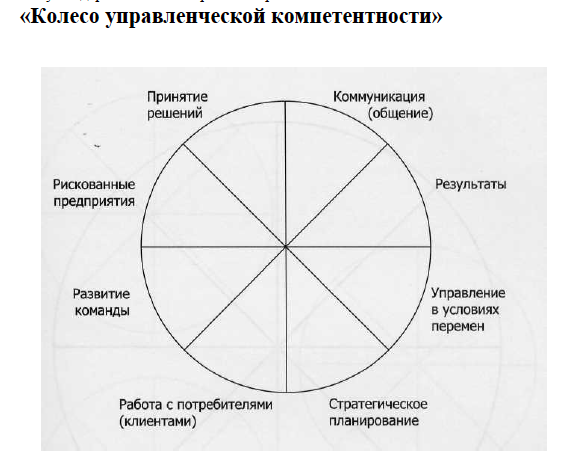 «Колесо управленческой компетентности»
Принятие
решений
Коммуникация
(общение)
Рискованные
предприятия
Результаты
Развитие
команды
Управление
в условиях
перемен
Работа с потребителями
(клиентами)
Стратегическое
планирование